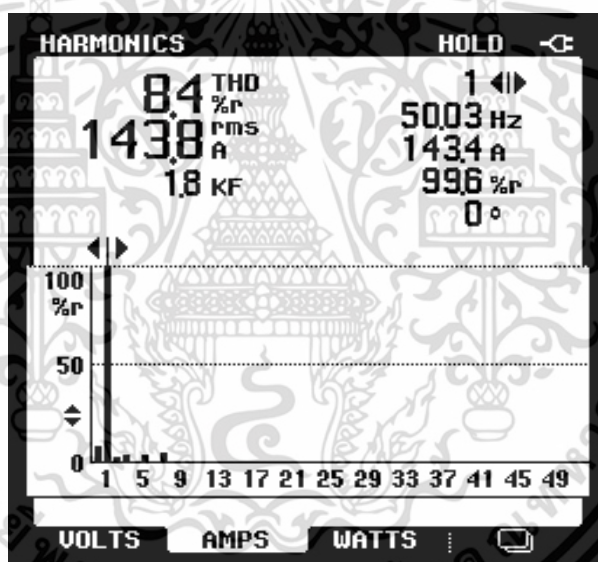 HARMONICS HOLD
8.4 THD %r
143.8 rms A
1.8 KF
1
50.03 Hz
143.4 A
99.6 %r
0 °
100
%r
50
0
1 5 9 13 17 21 25 29 33 37 41 45 49
VOLTS AMPS WATTS